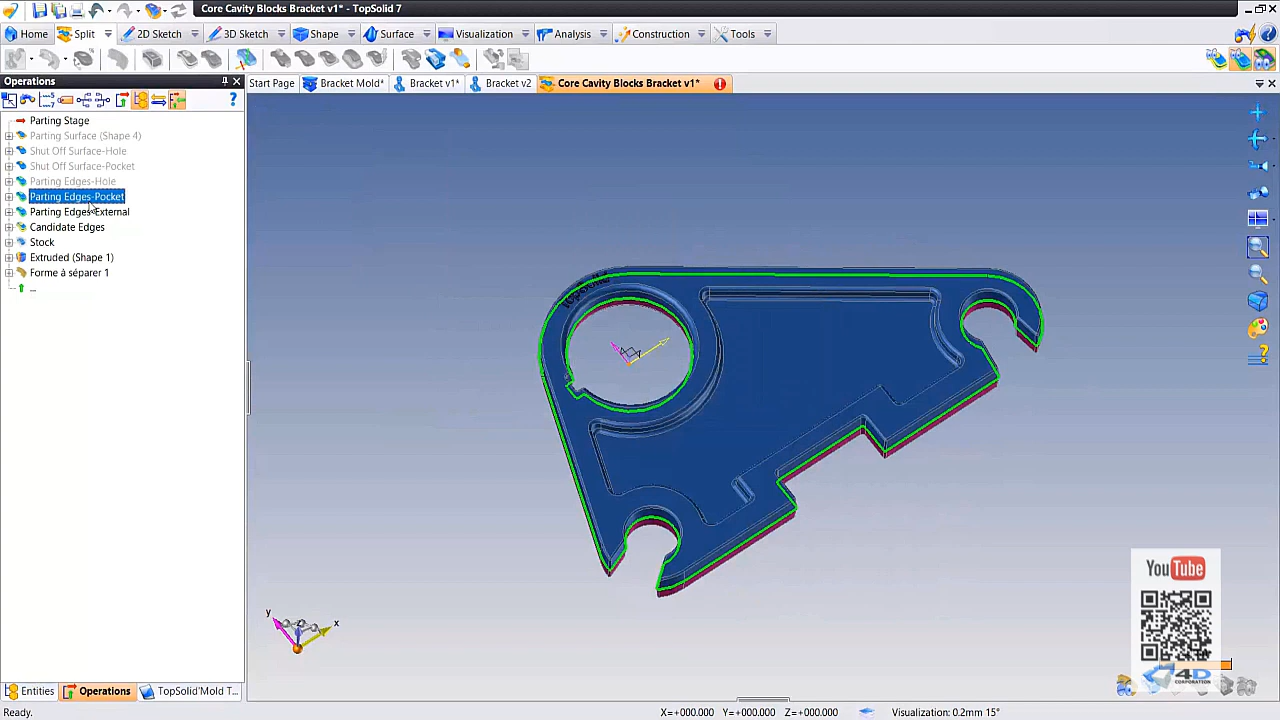 Core Cavity Blocks Bracket v1* - TopSolid 7
Home Split 2D Sketch 3D Sketch Shape Surface Visualization Analysis Construction Tools
Operations
Start Page Bracket Mold* Bracket v1* Bracket v2 Core Cavity Blocks Bracket v1*
Parting Stage
Parting Surface (Shape 4)
Shut Off Surface-Hole
Shut Off Surface-Pocket
Parting Edges-Hole
Parting Edges-Pocket
Parting Edges-External
Candidate Edges
Stock
Extruded (Shape 1)
Forme à séparer 1
...
TopSolid
y
x
YouTube
4D
CORPORATION
Entities Operations TopSolid'Mold T...
Ready.
X=+000.000 Y=+000.000 Z=+000.000 Visualization: 0.2mm 15°